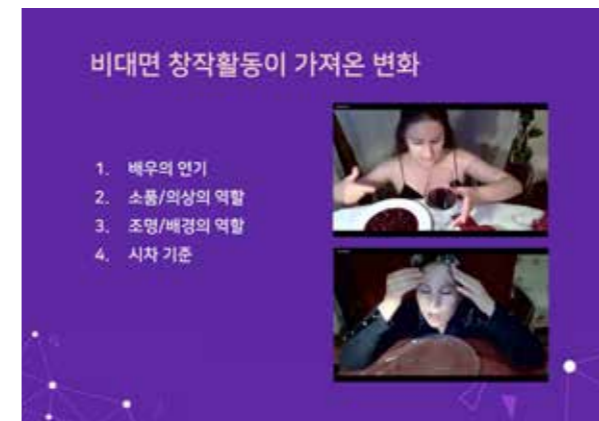 비대면 창작활동이 가져온 변화
1. 배우의 연기
2. 소품/의상의 역할
3. 조명/배경의 역할
4. 시차 기준